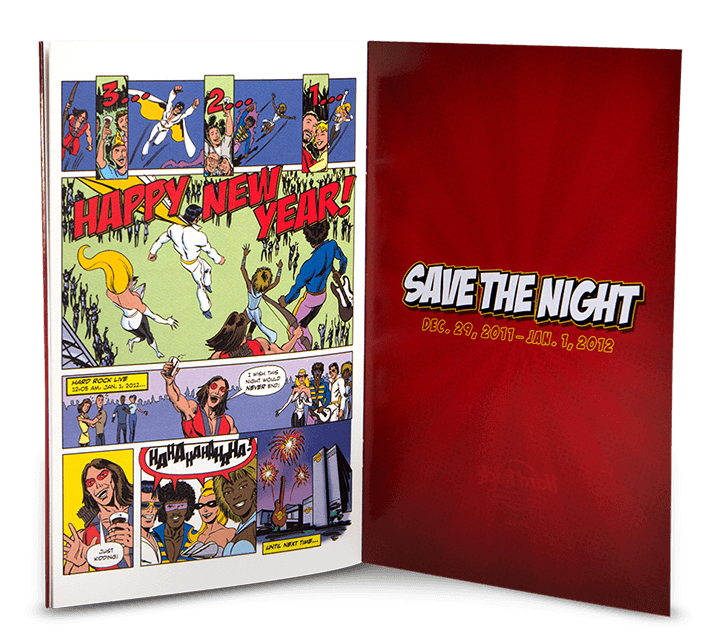 3... 2... 1...
HAPPY NEW
YEAR!
HARD ROCK LIVE
12:05 AM, JAN. 1, 2012...
I WISH THIS
NIGHT WOULD
NEVER END!
JUST
KIDDING!
HAHAHAHAHAHA!
UNTIL NEXT TIME...
SAVE THE NIGHT
DEC. 29, 2011 – JAN. 1, 2012